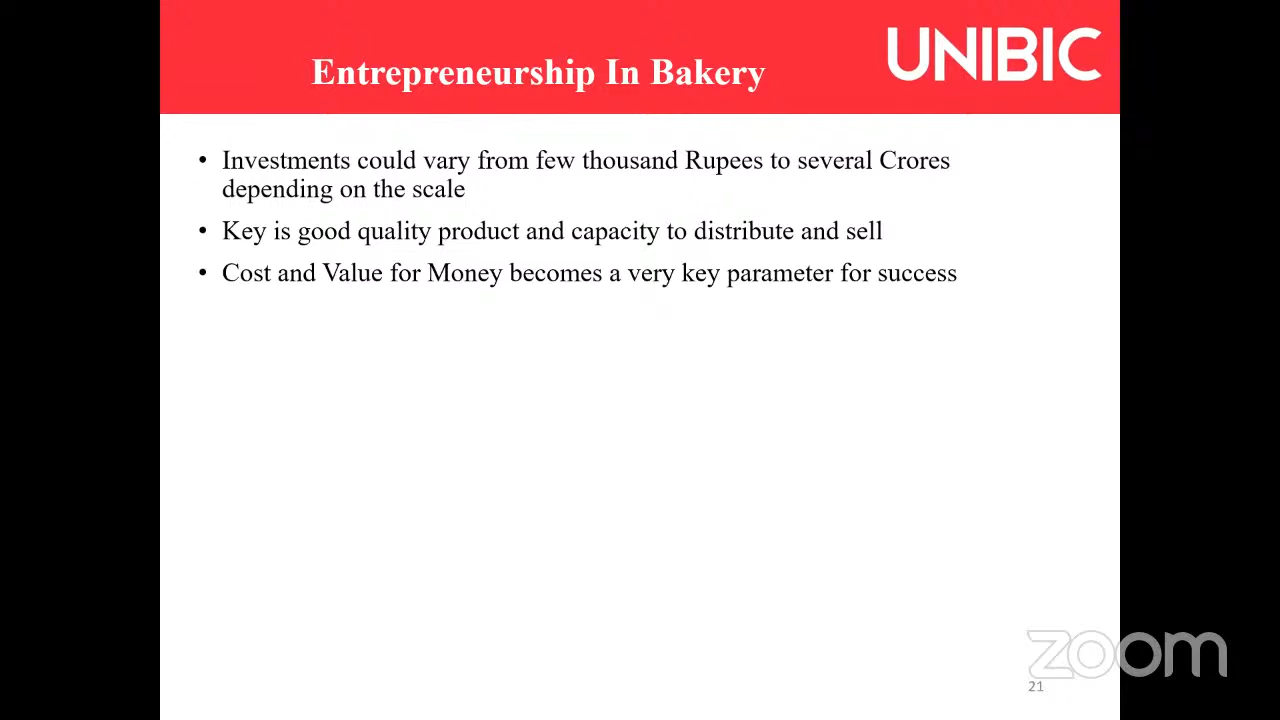 Entrepreneurship In Bakery
UNIBIC
• Investments could vary from few thousand Rupees to several Crores
depending on the scale
• Key is good quality product and capacity to distribute and sell
• Cost and Value for Money becomes a very key parameter for success
zoom
21